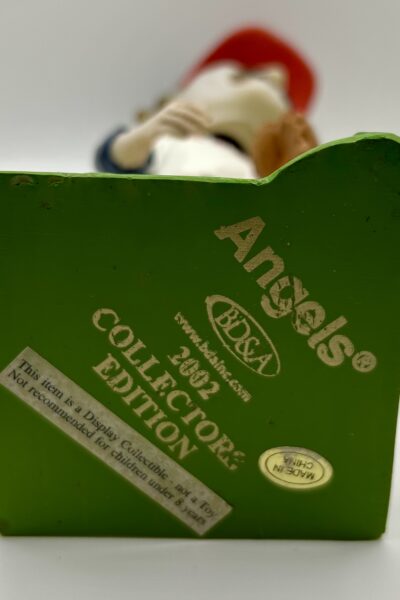 Angels®
BD&A
www.bdainc.com
2002
COLLECTORS
EDITION
This item is a Display Collectible - not a Toy
Not recommended for children under 8 years
MADE IN
CHINA